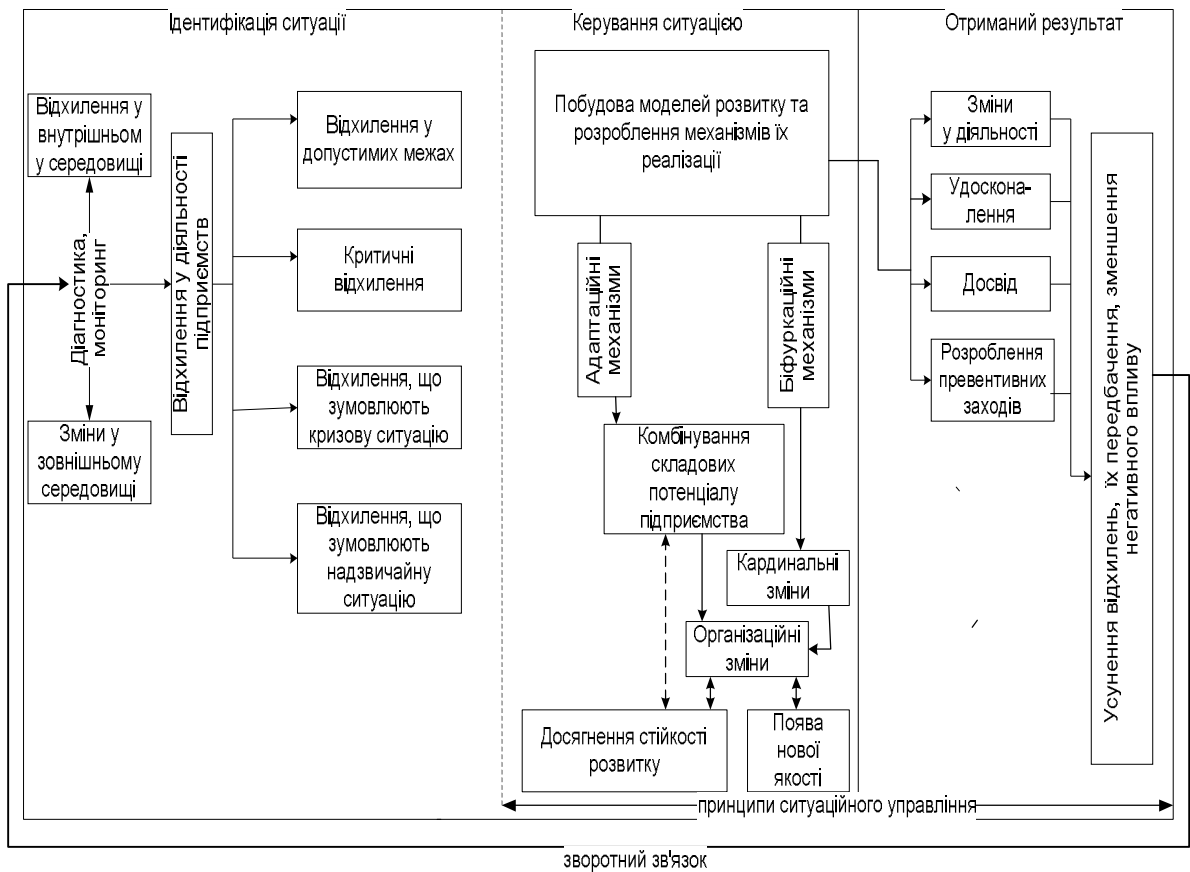 Ідентифікація ситуації
Керування ситуацією
Отриманий результат
Відхилення у
внутрішньом
у середовищі
Діагностика,
моніторинг
Зміни у
зовнішньому
середовищі
Відхилення у діяльності
підприємств
Відхилення у
допустимих межах
Критичні
відхилення
Відхилення, що
зумовлюють
кризову ситуацію
Відхилення, що
зумовлюють
надзвичайну
ситуацію
Побудова моделей розвитку та
розроблення механізмів їх
реалізації
Адаптаційні
механізми
Біфуркаційні
механізми
Комбінування
складових
потенціалу
підприємства
Кардинальні
зміни
Організаційні
зміни
Досягнення стійкості
розвитку
Поява
нової
якості
Зміни
у діяльності
Удоскона-
лення
Досвід
Розроблення
превентивних
заходів
Усунення відхилень, їх передбачення, зменшення
негативного впливу
принципи ситуаційного управління
зворотний зв'язок